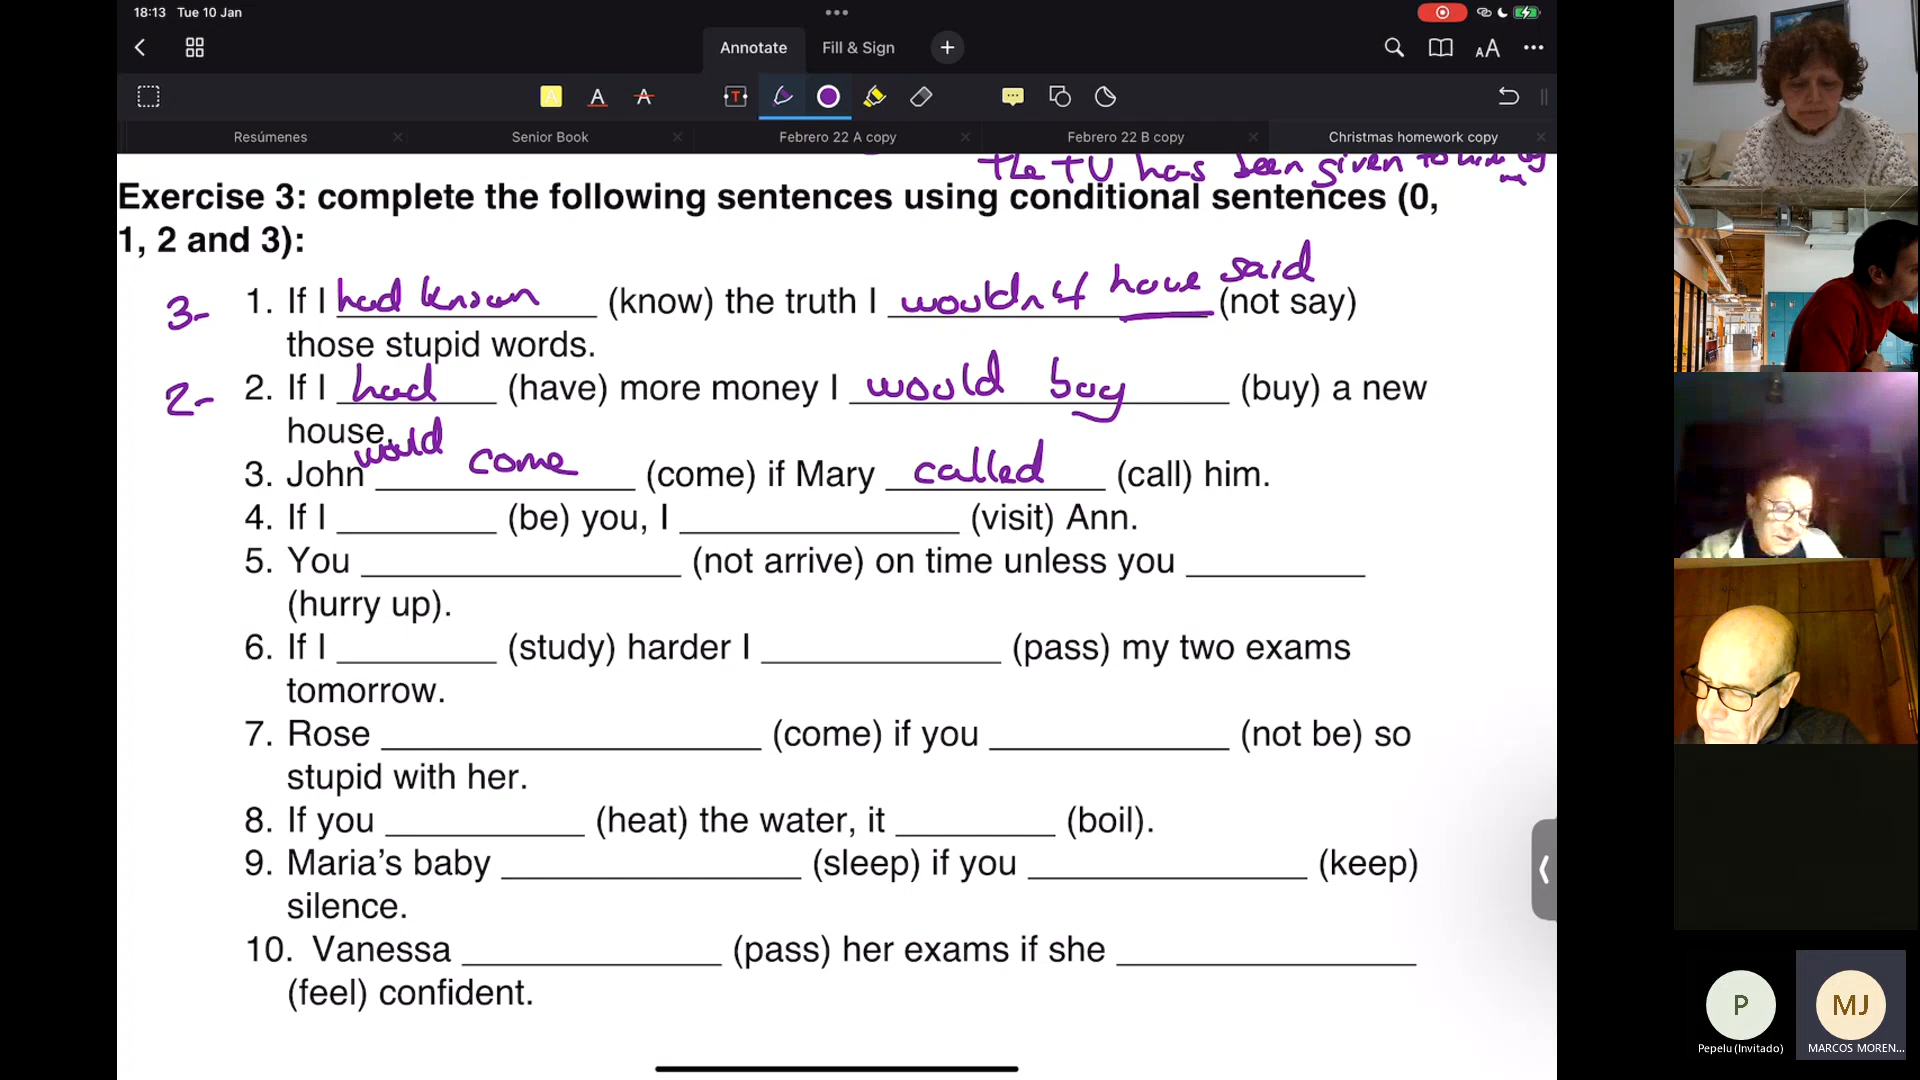 18:13 Tue 10 Jan
Annotate Fill & Sign
Resúmenes Senior Book Febrero 22 A copy Febrero 22 B copy Christmas homework copy
the TV has been given to him by
Exercise 3: complete the following sentences using conditional sentences (0,
1, 2 and 3):
said
3- 1. If I had known (know) the truth I wouldn't have (not say)
those stupid words.
2- 2. If I had (have) more money I would buy (buy) a new
house.
would
3. John come (come) if Mary called (call) him.
4. If I ________ (be) you, I ______________ (visit) Ann.
5. You ________________ (not arrive) on time unless you _________
(hurry up).
6. If I ________ (study) harder I ____________ (pass) my two exams
tomorrow.
7. Rose ___________________ (come) if you ____________ (not be) so
stupid with her.
8. If you __________ (heat) the water, it ________ (boil).
9. Maria’s baby _______________ (sleep) if you ______________ (keep)
silence.
10. Vanessa _____________ (pass) her exams if she _______________
(feel) confident.
P MJ
Pepelu (Invitado) MARCOS MOREN...